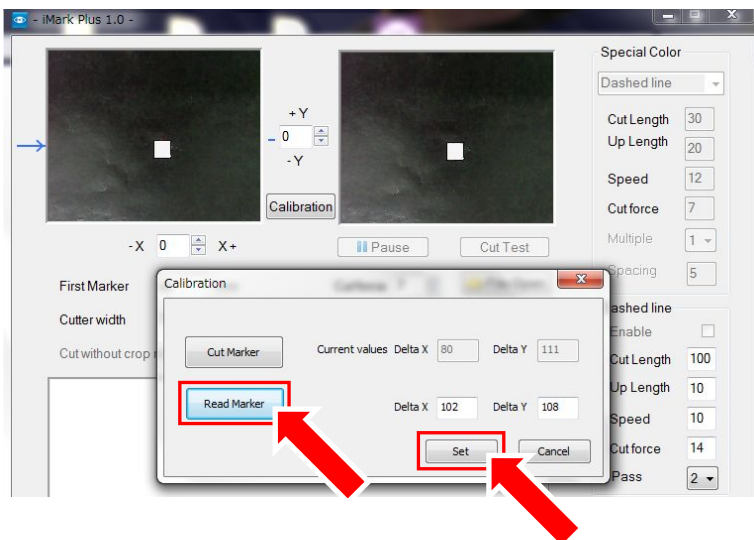 - iMark Plus 1.0 -
Special Color
Dashed line
+ Y
0
- Y
Calibration
Cut Length 30
Up Length 20
Speed 12
Cut force 7
Multiple 1
Spacing 5
- X 0 X +
Pause
Cut Test
First Marker
Cutter width
Cut without crop
Calibration
Cut Marker
Current values Delta X 80 Delta Y 111
Read Marker
Delta X 102 Delta Y 108
Set
Cancel
ashed line
Enable
Cut Length 100
Up Length 10
Speed 10
Cut force 14
Pass 2